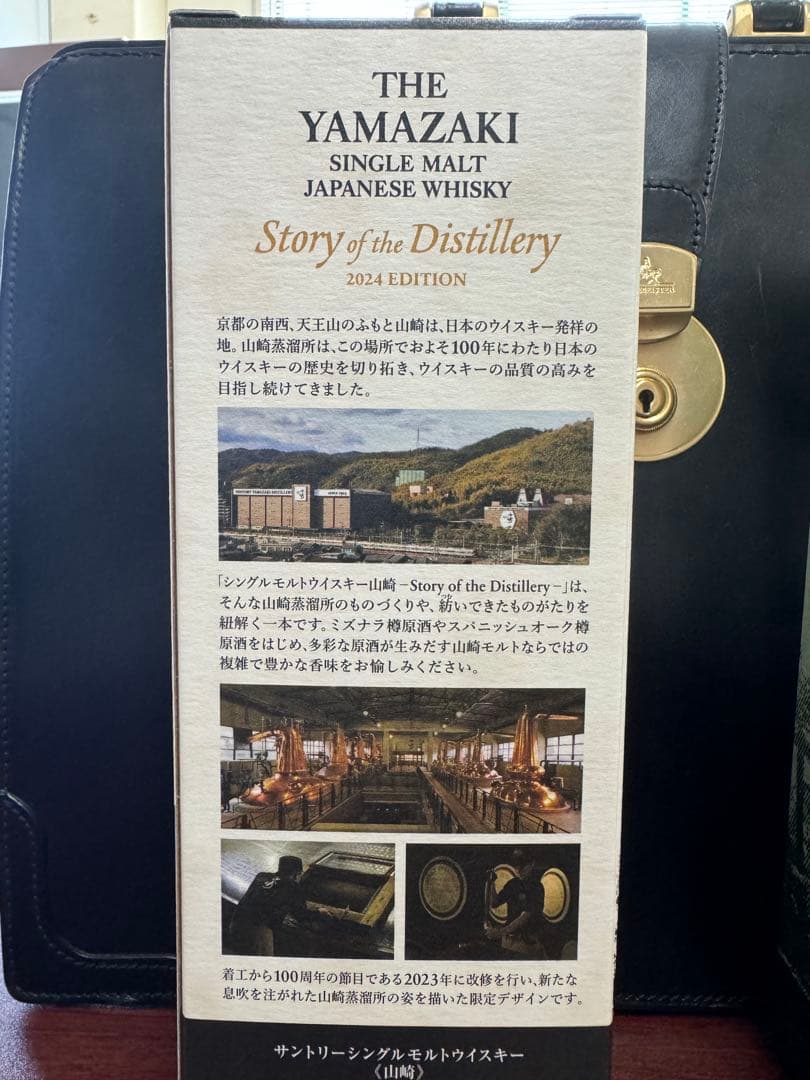 THE
YAMAZAKI
SINGLE MALT
JAPANESE WHISKY
Story of the Distillery
2024 EDITION
京都の南西、天王山のふもと山崎は、日本のウイスキー発祥の
地。山崎蒸溜所は、この場所でおよそ100年にわたり日本の
ウイスキーの歴史を切り拓き、ウイスキーの品質の高みを
目指し続けてきました。
SUNTORY YAMAZAKI DISTILLERY
SINCE 1923
「シングルモルトウイスキー山崎 −Story of the Distillery−」は、
そんな山崎蒸溜所のものづくりや、紡いできたものがたりを
紐解く一本です。ミズナラ樽原酒やスパニッシュオーク樽
原酒をはじめ、多彩な原酒が生みだす山崎モルトならではの
複雑で豊かな香味をお愉しみください。
着工から100周年の節目である2023年に改修を行い、新たな
息吹を注がれた山崎蒸溜所の姿を描いた限定デザインです。
サントリーシングルモルトウイスキー
《山崎》